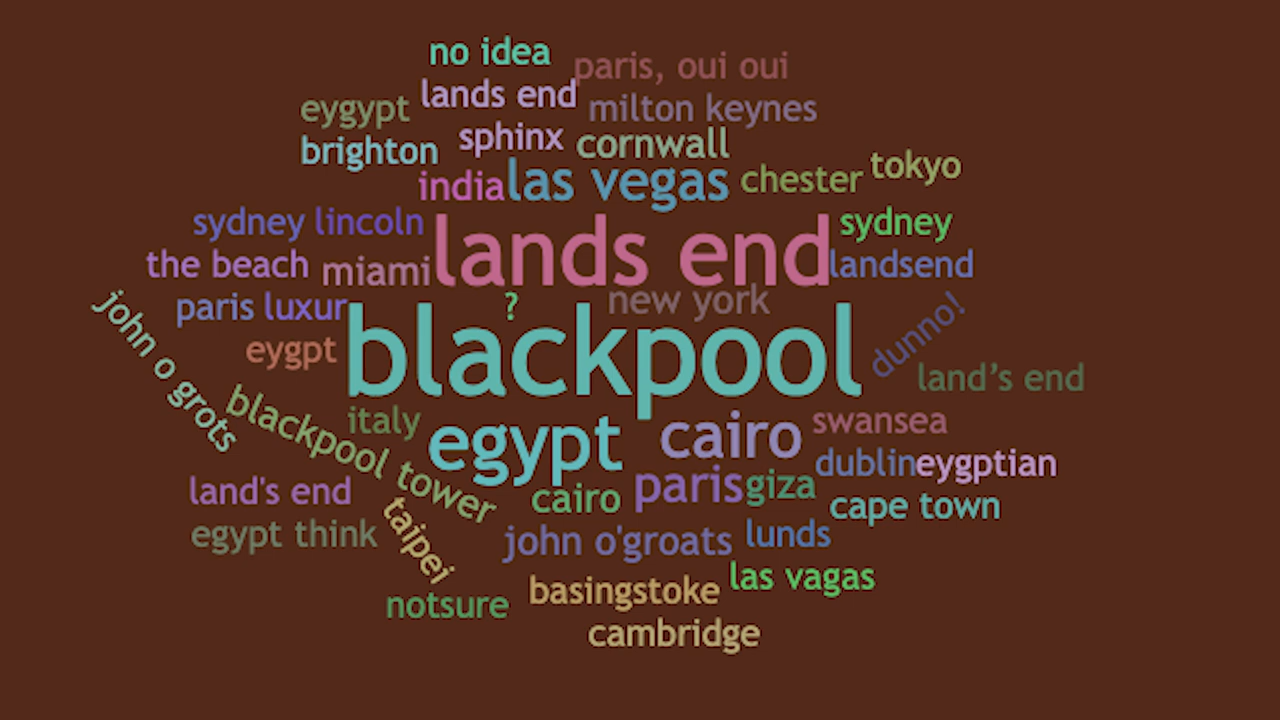 no idea
paris, oui oui
lands end
eygypt
milton keynes
sphinx
cornwall
brighton
tokyo
india
las vegas
chester
sydney
lincoln
lands end
sydney
the beach
miami
landsend
paris
luxur
?
new york
john o grots
eygpt
blackpool
dunno!
land’s end
blackpool tower
italy
egypt
cairo
swansea
dublin
eygptian
land's end
cairo
paris
giza
cape town
egypt think
taipei
john o'groats
lunds
las vagas
notsure
basingstoke
cambridge